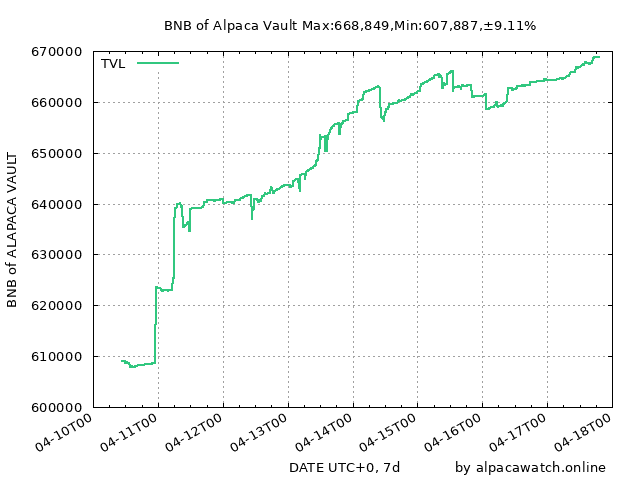 BNB of Alpaca Vault Max:668,849,Min:607,887,±9.11%
TVL
670000
660000
650000
640000
630000
620000
610000
600000
BNB of ALAPACA VAULT
04-10T00
04-11T00
04-12T00
04-13T00
04-14T00
04-15T00
04-16T00
04-17T00
04-18T00
DATE UTC+0, 7d
by alpacawatch.online